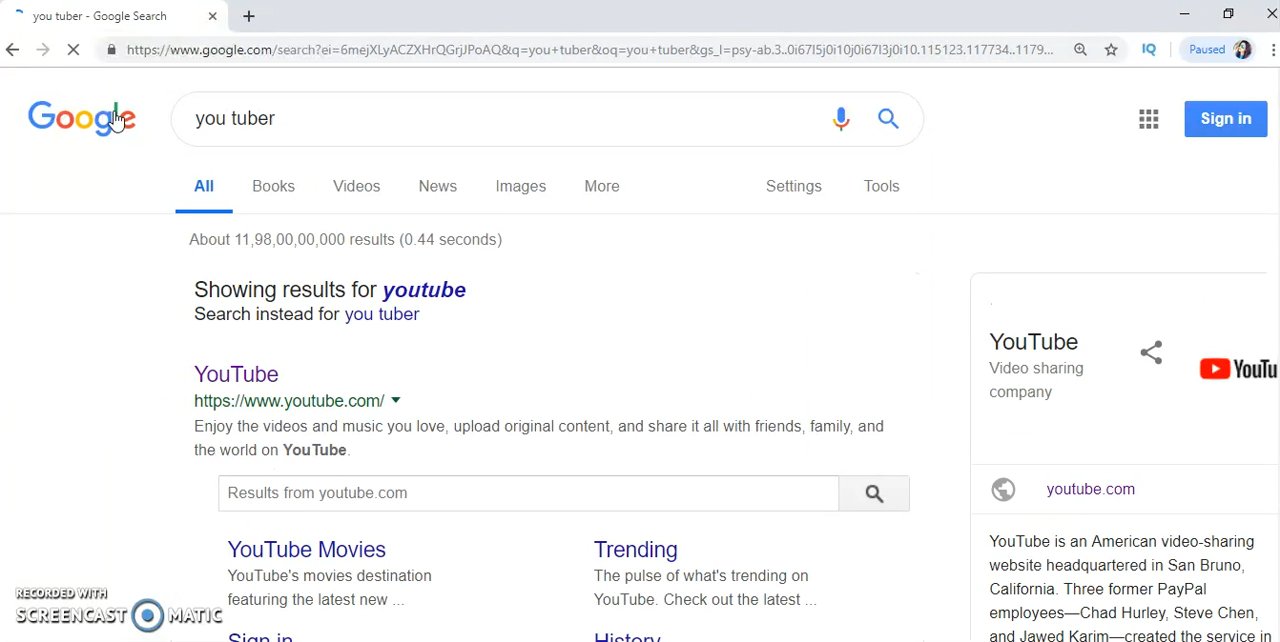 you tuber - Google Search
https://www.google.com/search?ei=6mejXLyACZXHrQGrjJPoAQ&q=you+tuber&oq=you+tuber&gs_l=psy-ab.3..0i67l5j0i10j0i67l3j0i10.115123.117734..1179...
IQ
Paused
Google
you tuber
Sign in
All
Books
Videos
News
Images
More
Settings
Tools
About 11,98,00,00,000 results (0.44 seconds)
Showing results for youtube
Search instead for you tuber
YouTube
https://www.youtube.com/
Enjoy the videos and music you love, upload original content, and share it all with friends, family, and
the world on YouTube.
Results from youtube.com
YouTube Movies
YouTube's movies destination
featuring the latest new ...
Trending
The pulse of what's trending on
YouTube. Check out the latest ...
Sign in
History
YouTube
Video sharing
company
YouTu
youtube.com
YouTube is an American video-sharing
website headquartered in San Bruno,
California. Three former PayPal
employees—Chad Hurley, Steve Chen,
and Jawed Karim—created the service in
RECORDED WITH
SCREENCAST MATIC